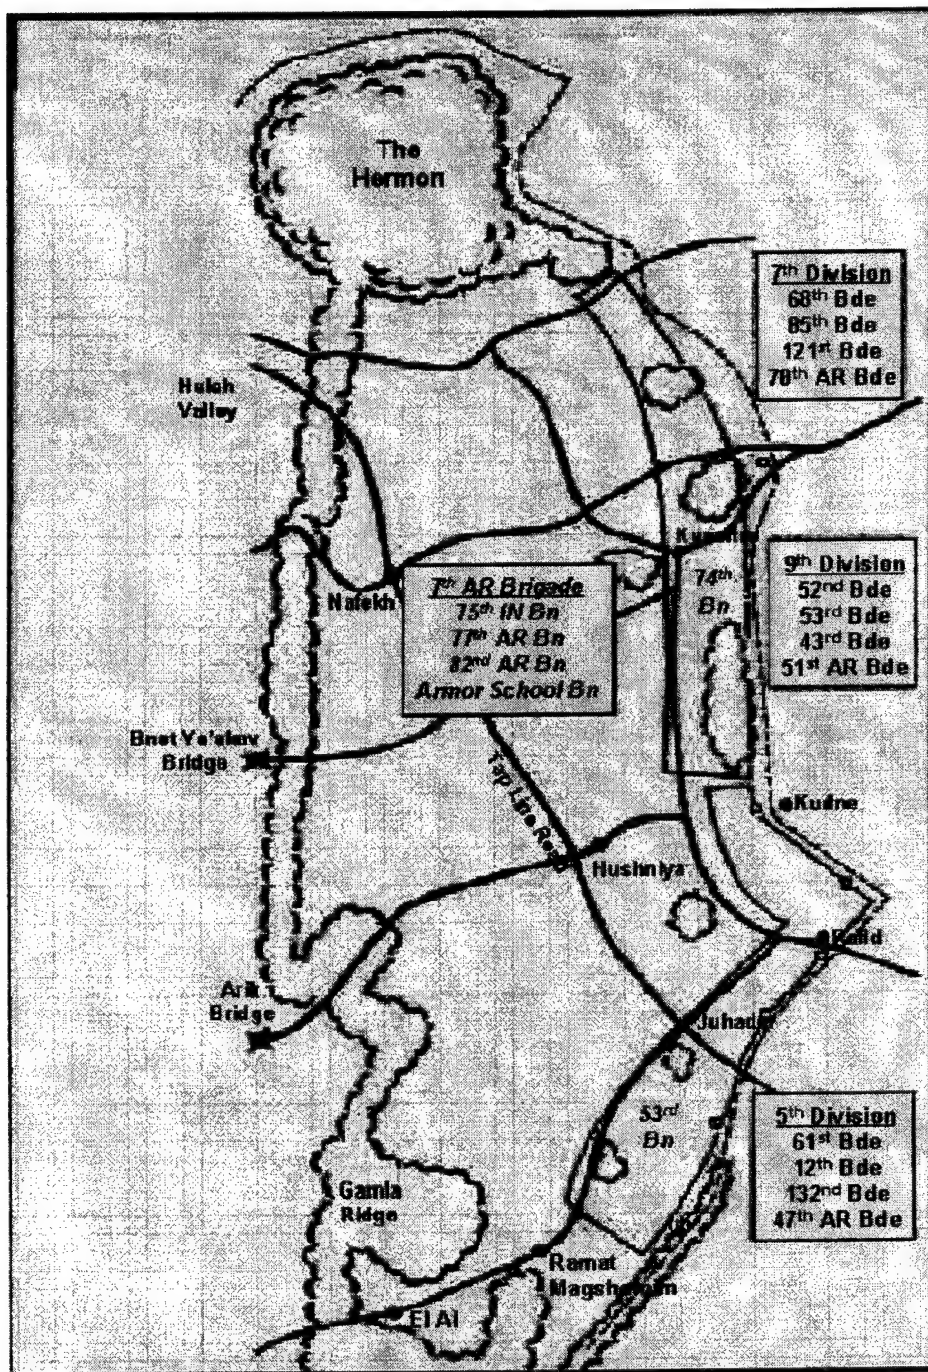 The
Hermon
7th Division
68th Bde
85th Bde
121st Bde
78th AR Bde
Huleh
Valley
74th
Bn
9th Division
52nd Bde
53rd Bde
43rd Bde
51st AR Bde
Nafekh
7th AR Brigade
75th IN Bn
77th AR Bn
82nd AR Bn
Armor School Bn
Bnot Ya'akov
Bridge
Tap Line Road
Kudne
Hushniya
Rafid
Arik
Bridge
Juhader
53rd
Bn
5th Division
61st Bde
12th Bde
132nd Bde
47th AR Bde
Gamla
Ridge
Ramat
El Al